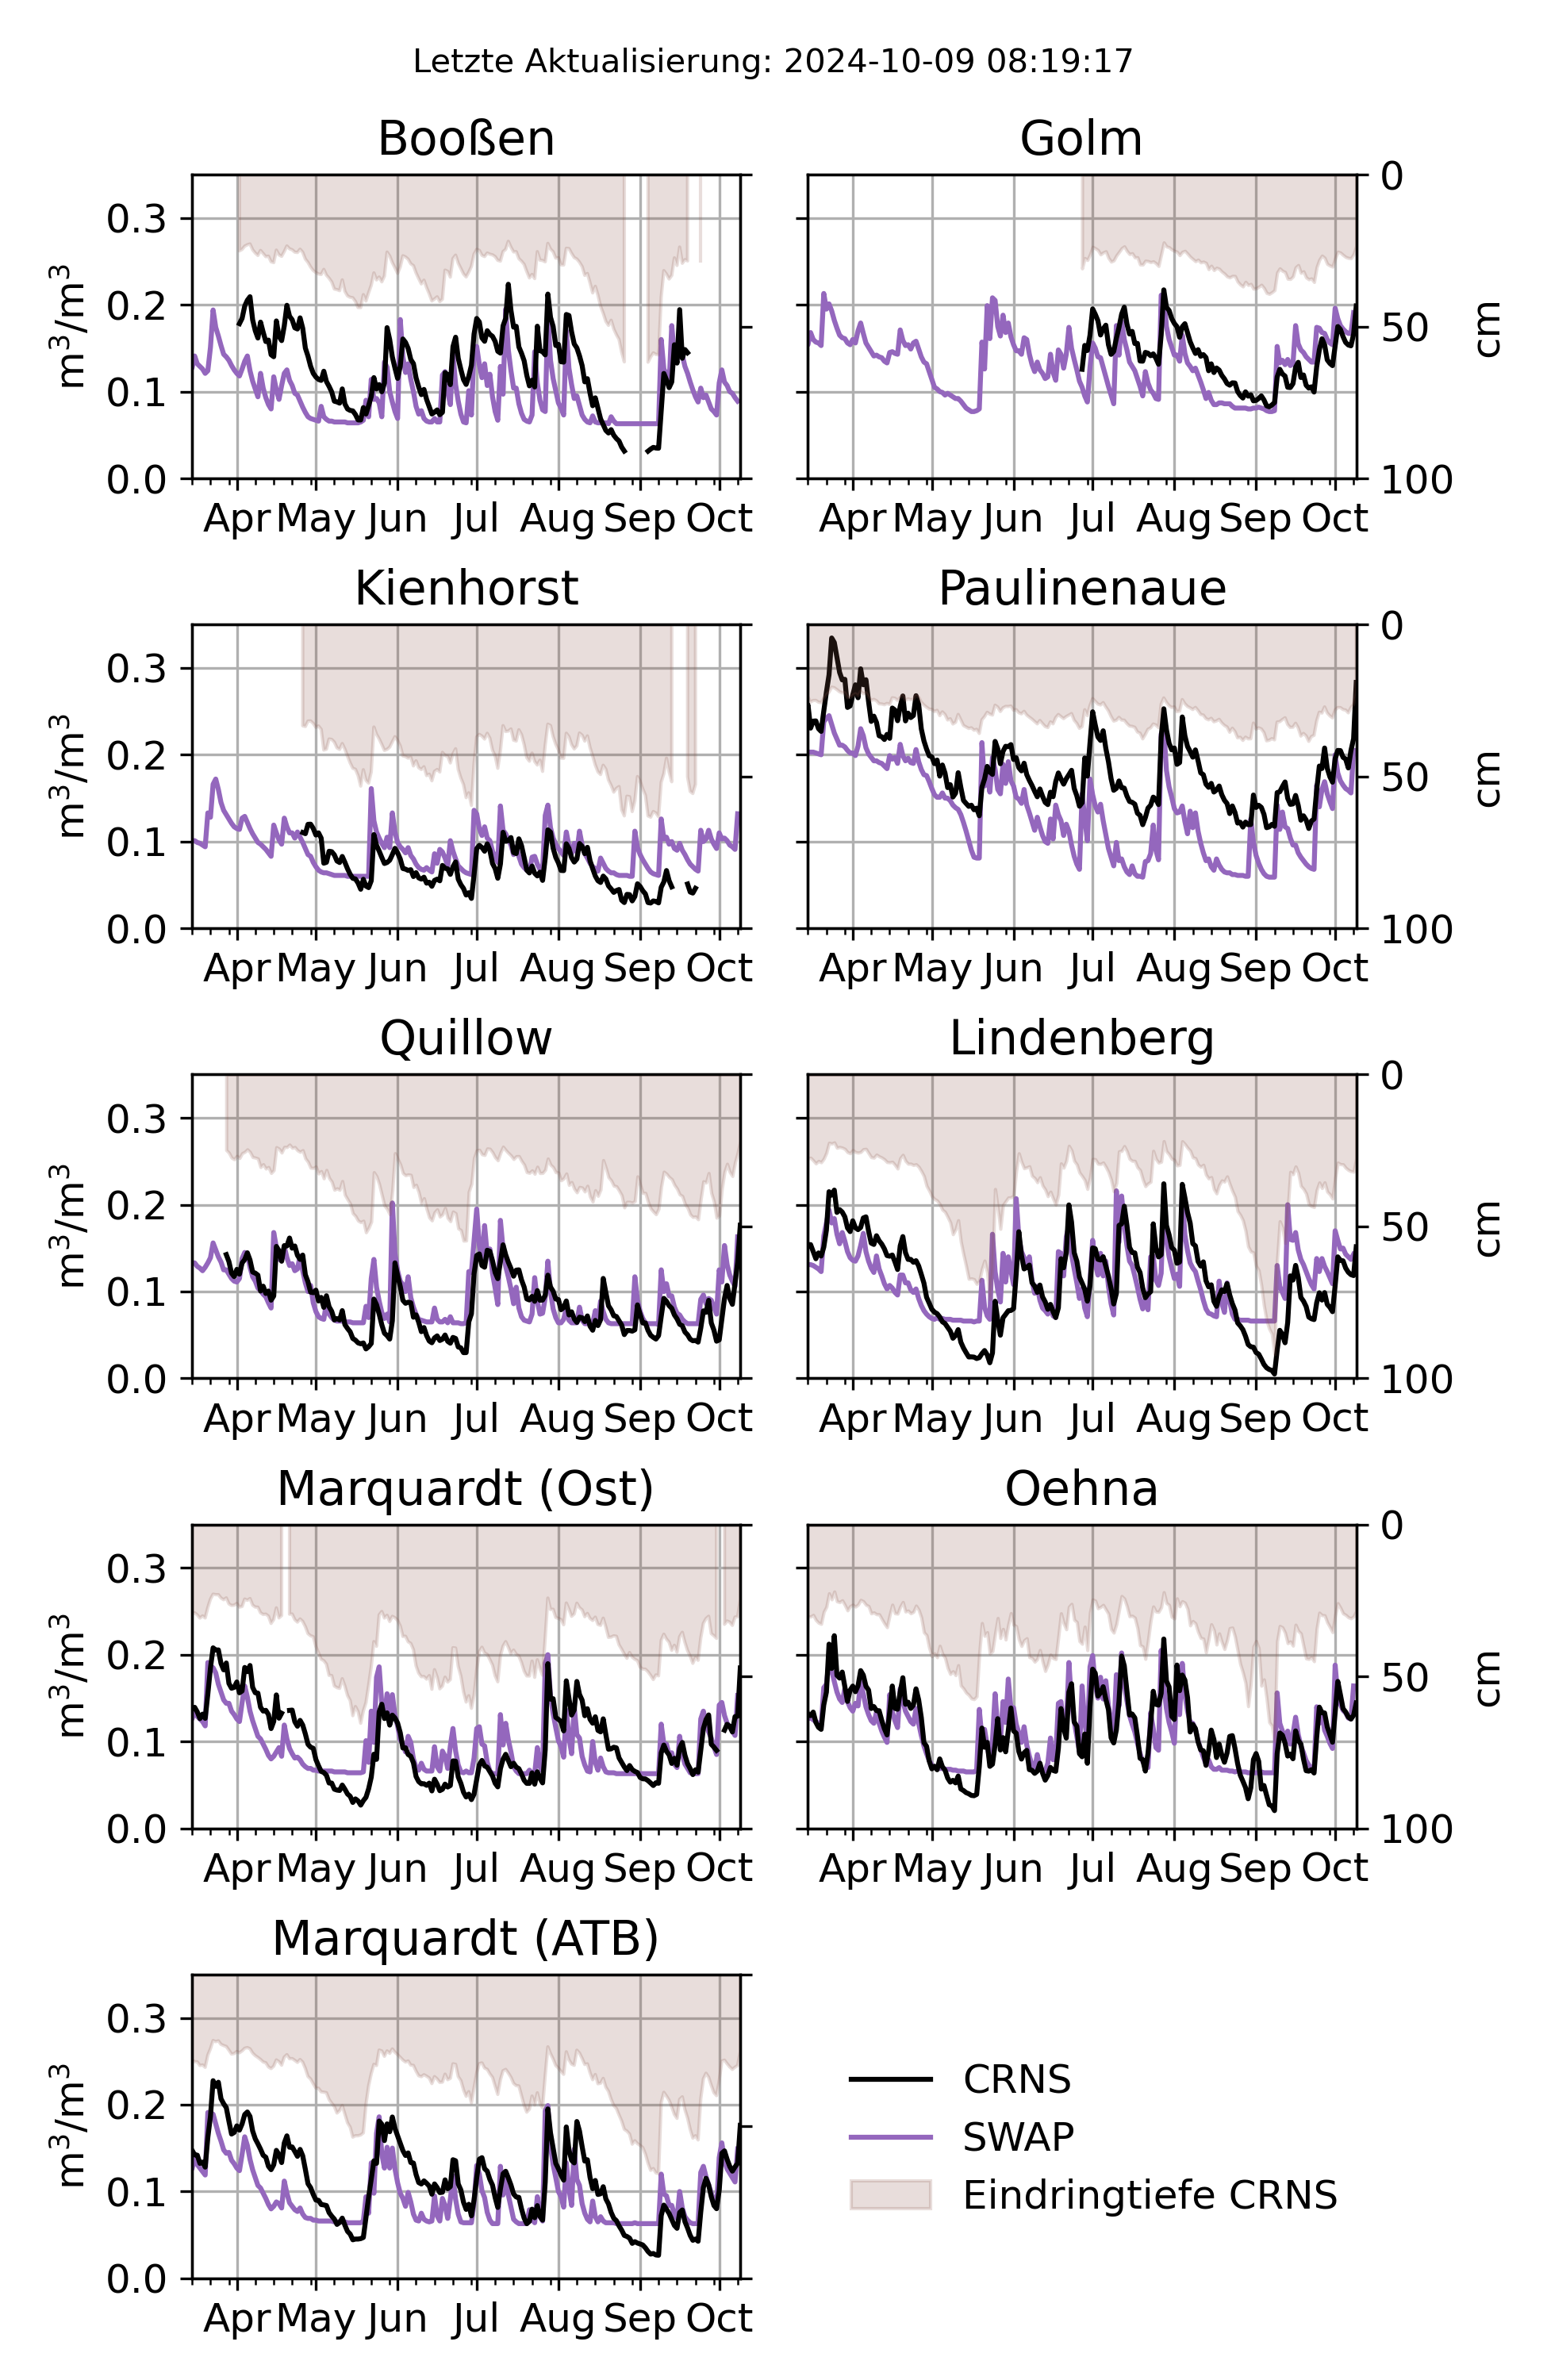 Letzte Aktualisierung: 2024-10-09 08:19:17
Booßen
Golm
0.3
0.2
0.1
0.0
m³/m³
Apr May Jun Jul Aug Sep Oct
Apr May Jun Jul Aug Sep Oct
0
50
100
cm
Kienhorst
Paulinenaue
0.3
0.2
0.1
0.0
m³/m³
Apr May Jun Jul Aug Sep Oct
Apr May Jun Jul Aug Sep Oct
0
50
100
cm
Quillow
Lindenberg
0.3
0.2
0.1
0.0
m³/m³
Apr May Jun Jul Aug Sep Oct
Apr May Jun Jul Aug Sep Oct
0
50
100
cm
Marquardt (Ost)
Oehna
0.3
0.2
0.1
0.0
m³/m³
Apr May Jun Jul Aug Sep Oct
Apr May Jun Jul Aug Sep Oct
0
50
100
cm
Marquardt (ATB)
0.3
0.2
0.1
0.0
m³/m³
Apr May Jun Jul Aug Sep Oct
CRNS
SWAP
Eindringtiefe CRNS